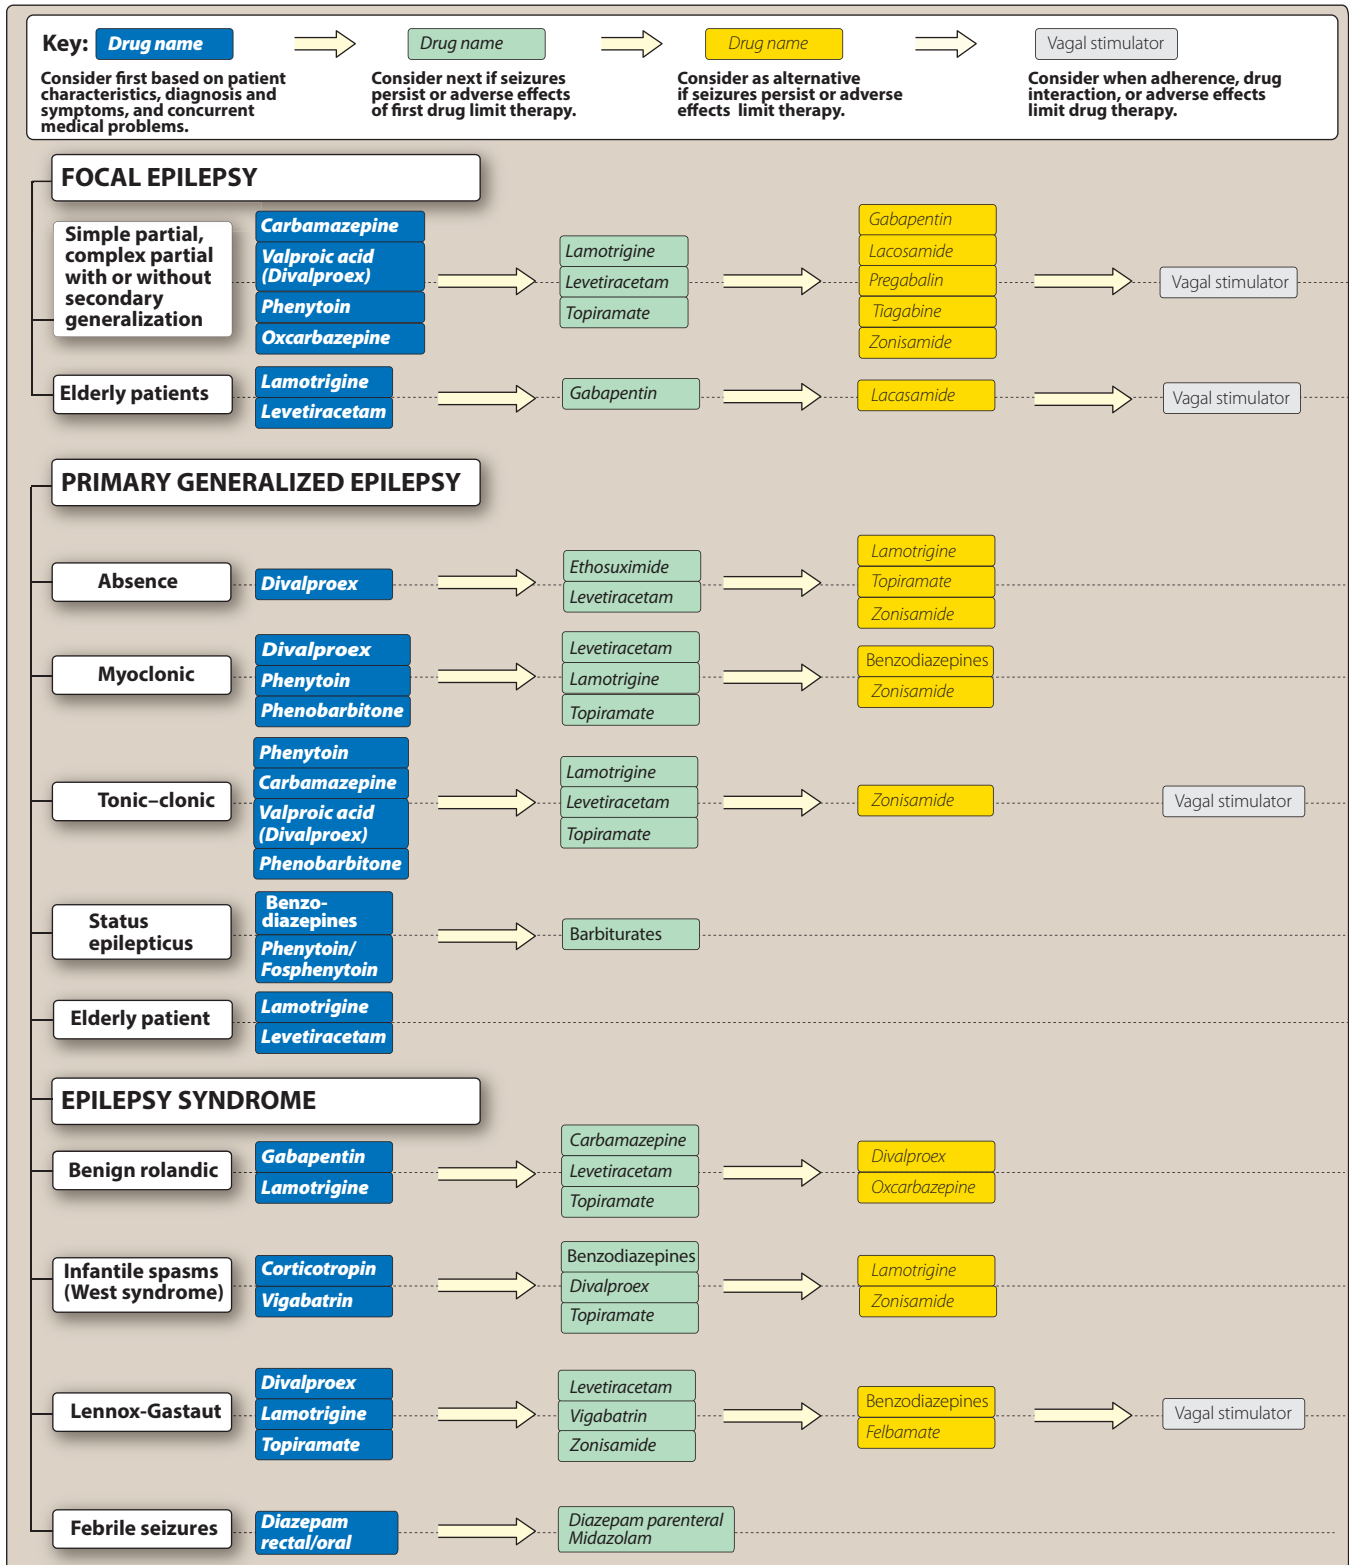 Key:
Drug name
Drug name
Drug name
Vagal stimulator
Consider first based on patient
characteristics, diagnosis and
symptoms, and concurrent
medical problems.
Consider next if seizures
persist or adverse effects
of first drug limit therapy.
Consider as alternative
if seizures persist or adverse
effects limit therapy.
Consider when adherence, drug
interaction, or adverse effects
limit drug therapy.
FOCAL EPILEPSY
Simple partial,
complex partial
with or without
secondary
generalization
Carbamazepine
Valproic acid
(Divalproex)
Phenytoin
Oxcarbazepine
Lamotrigine
Levetiracetam
Topiramate
Gabapentin
Lacosamide
Pregabalin
Tiagabine
Zonisamide
Vagal stimulator
Elderly patients
Lamotrigine
Levetiracetam
Gabapentin
Lacasamide
Vagal stimulator
PRIMARY GENERALIZED EPILEPSY
Absence
Divalproex
Ethosuximide
Levetiracetam
Lamotrigine
Topiramate
Zonisamide
Myoclonic
Divalproex
Phenytoin
Phenobarbitone
Levetiracetam
Lamotrigine
Topiramate
Benzodiazepines
Zonisamide
Tonic–clonic
Phenytoin
Carbamazepine
Valproic acid
(Divalproex)
Phenobarbitone
Lamotrigine
Levetiracetam
Topiramate
Zonisamide
Vagal stimulator
Status
epilepticus
Benzo-
diazepines
Phenytoin/
Fosphenytoin
Barbiturates
Elderly patient
Lamotrigine
Levetiracetam
EPILEPSY SYNDROME
Benign rolandic
Gabapentin
Lamotrigine
Carbamazepine
Levetiracetam
Topiramate
Divalproex
Oxcarbazepine
Infantile spasms
(West syndrome)
Corticotropin
Vigabatrin
Benzodiazepines
Divalproex
Topiramate
Lamotrigine
Zonisamide
Lennox-Gastaut
Divalproex
Lamotrigine
Topiramate
Levetiracetam
Vigabatrin
Zonisamide
Benzodiazepines
Felbamate
Vagal stimulator
Febrile seizures
Diazepam
rectal/oral
Diazepam parenteral
Midazolam